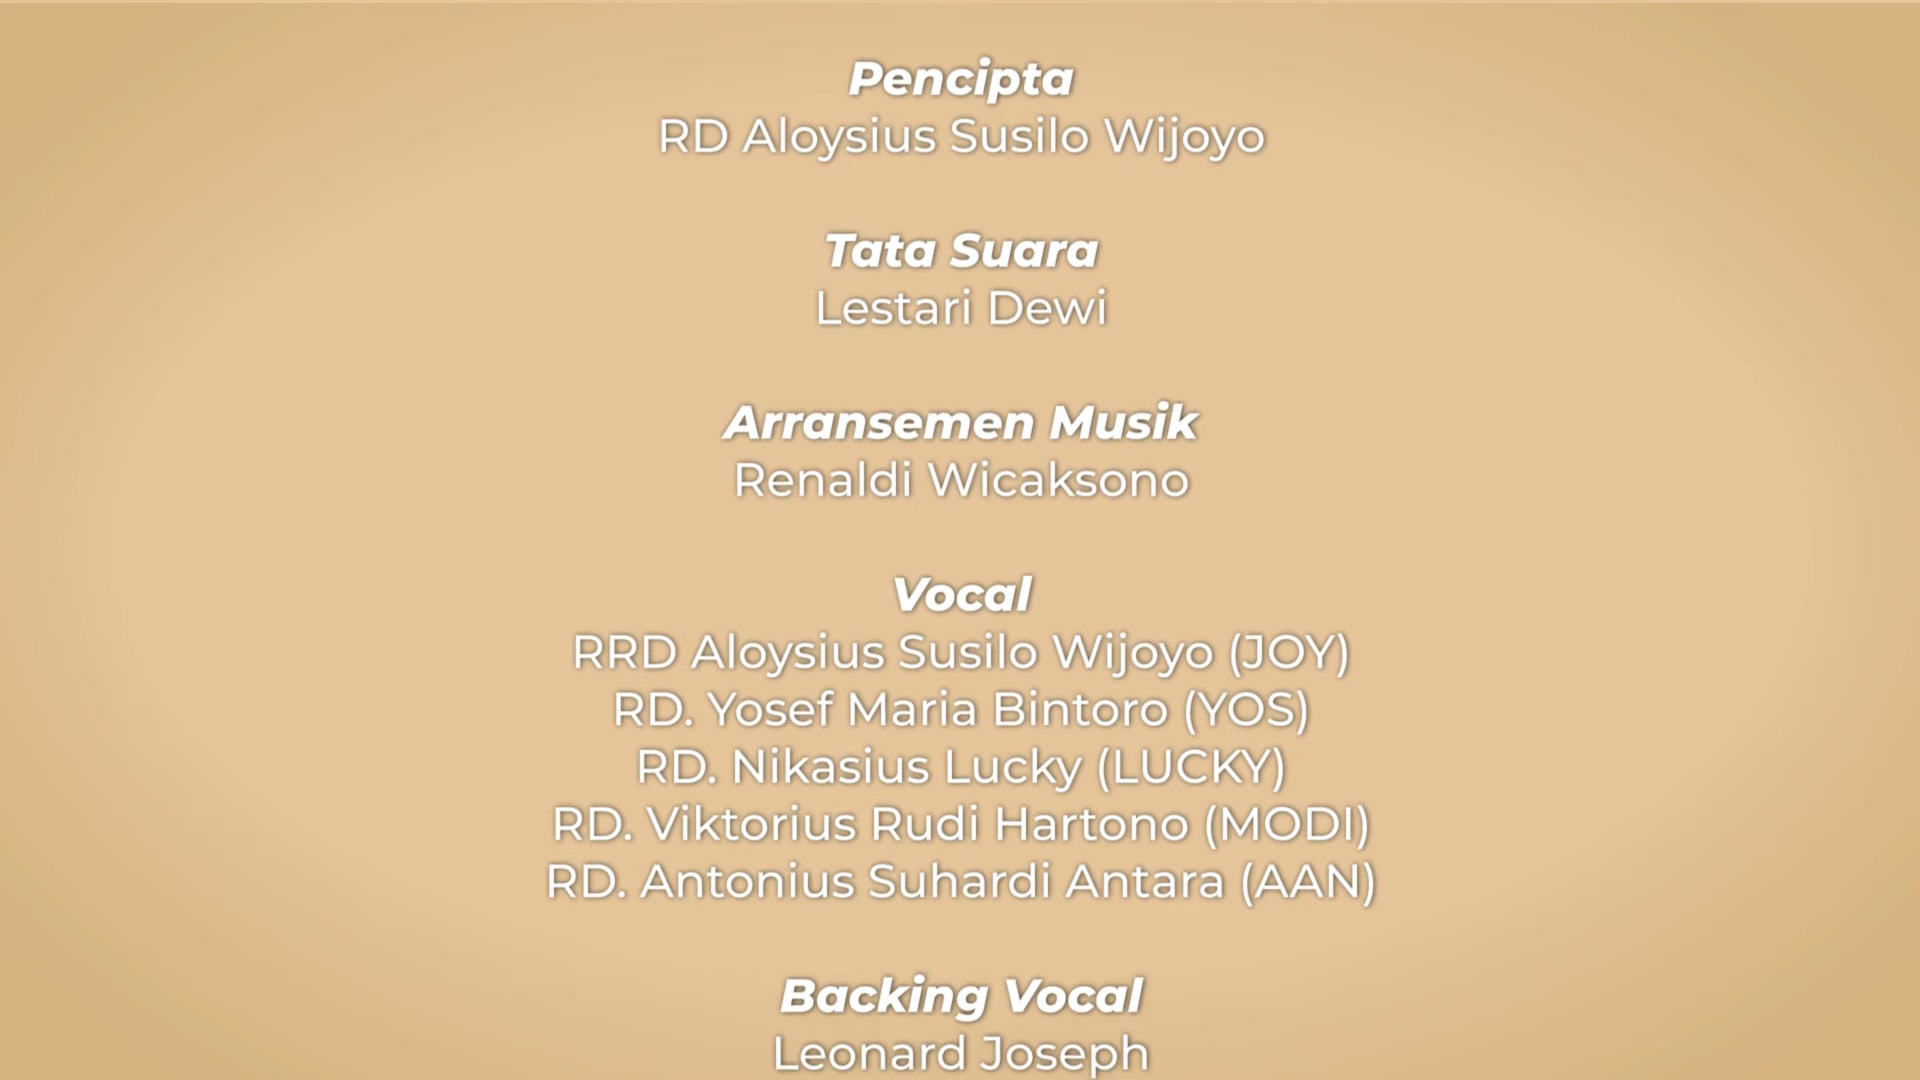 Pencipta
RD Aloysius Susilo Wijoyo
Tata Suara
Lestari Dewi
Arransemen Musik
Renaldi Wicaksono
Vocal
RRD Aloysius Susilo Wijoyo (JOY)
RD. Yosef Maria Bintoro (YOS)
RD. Nikasius Lucky (LUCKY)
RD. Viktorius Rudi Hartono (MODI)
RD. Antonius Suhardi Antara (AAN)
Backing Vocal
Leonard Joseph